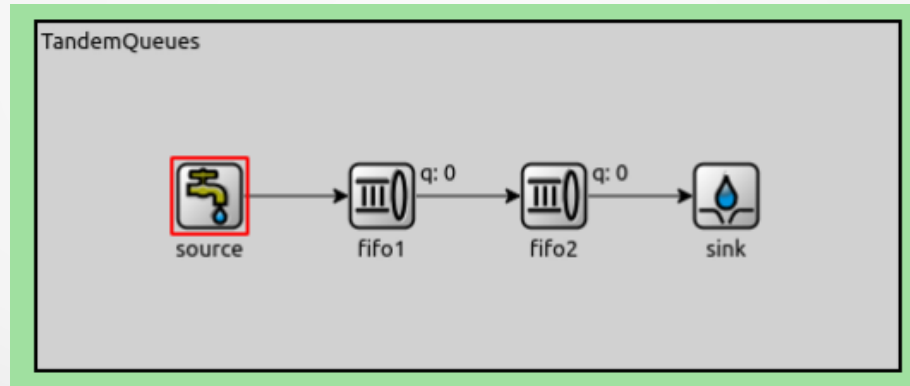 TandemQueues
q: 0
q: 0
source
fifo1
fifo2
sink